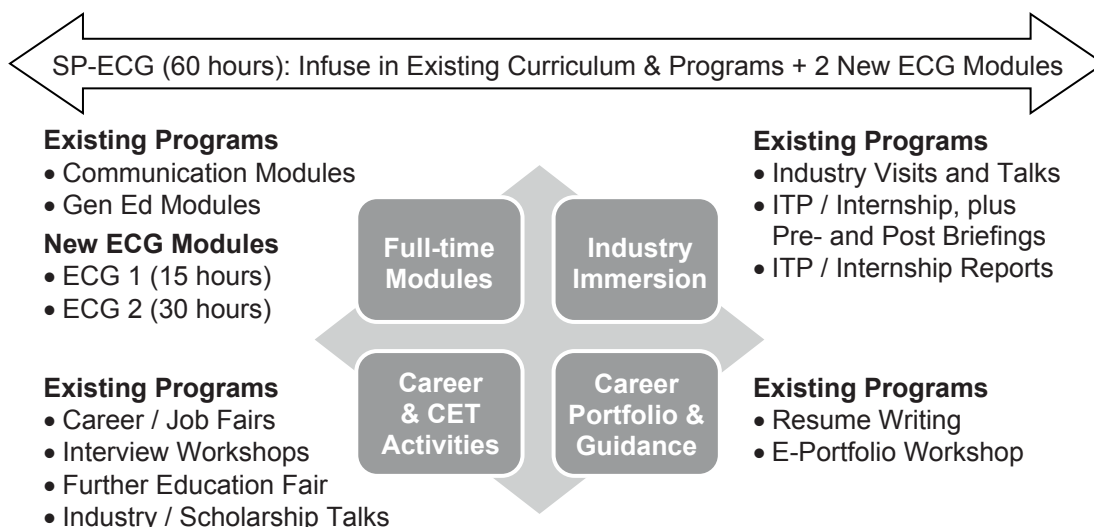 SP-ECG (60 hours): Infuse in Existing Curriculum & Programs + 2 New ECG Modules
Existing Programs
• Communication Modules
• Gen Ed Modules
New ECG Modules
• ECG 1 (15 hours)
• ECG 2 (30 hours)
Full-time
Modules
Industry
Immersion
Existing Programs
• Industry Visits and Talks
• ITP / Internship, plus
Pre- and Post Briefings
• ITP / Internship Reports
Existing Programs
• Career / Job Fairs
• Interview Workshops
• Further Education Fair
• Industry / Scholarship Talks
Career
& CET
Activities
Career
Portfolio &
Guidance
Existing Programs
• Resume Writing
• E-Portfolio Workshop